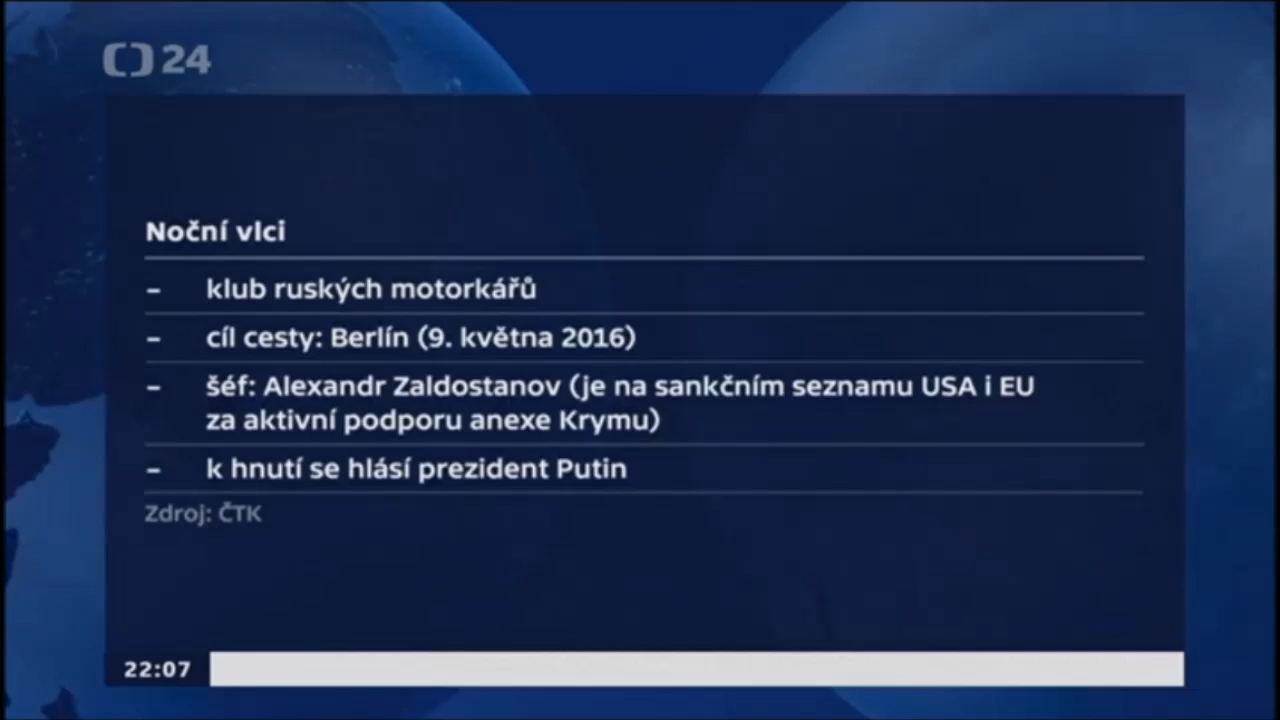 24
Noční vlci
– klub ruských motorkářů
– cíl cesty: Berlín (9. května 2016)
– šéf: Alexandr Zaldostanov (je na sankčním seznamu USA i EU
za aktivní podporu anexe Krymu)
– k hnutí se hlásí prezident Putin
Zdroj: ČTK
22:07